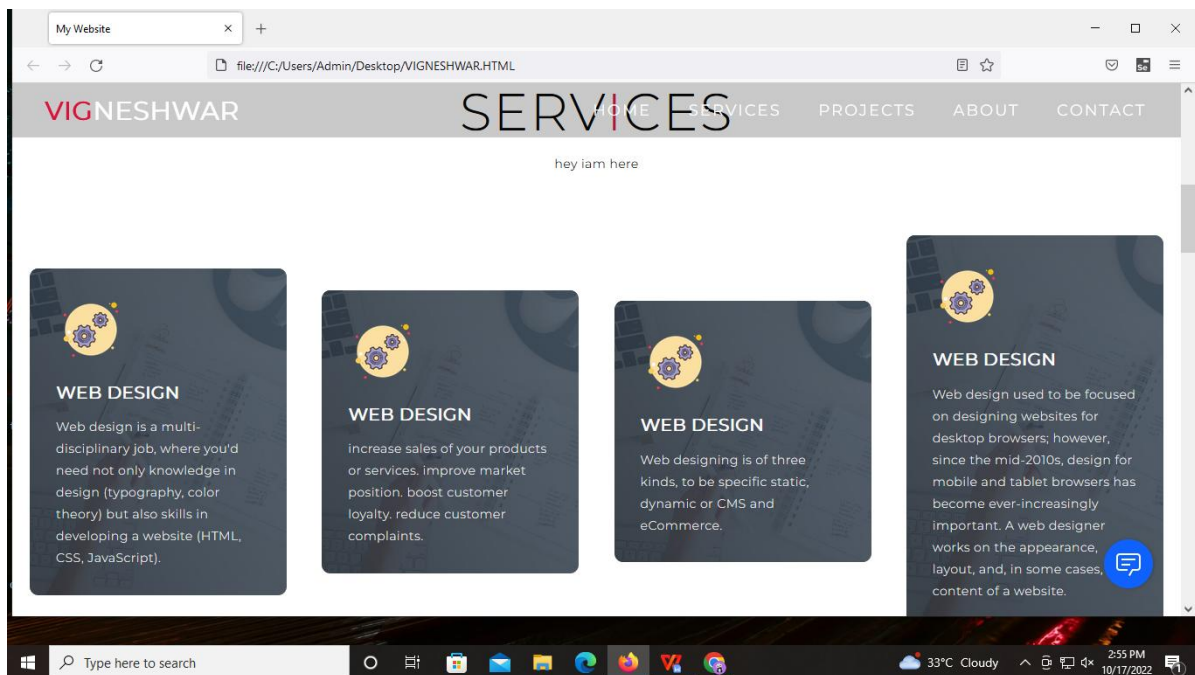 My Website
file:///C:/Users/Admin/Desktop/VIGNESHWAR.HTML
Se
VIGNESHWAR
SERVICES
HOME SERVICES PROJECTS ABOUT CONTACT
hey iam here
WEB DESIGN
Web design is a multi-
disciplinary job, where you'd
need not only knowledge in
design (typography, color
theory) but also skills in
developing a website (HTML,
CSS, JavaScript).
WEB DESIGN
increase sales of your products
or services. improve market
position. boost customer
loyalty. reduce customer
complaints.
WEB DESIGN
Web designing is of three
kinds, to be specific static,
dynamic or CMS and
eCommerce.
WEB DESIGN
Web design used to be focused
on designing websites for
desktop browsers; however,
since the mid-2010s, design for
mobile and tablet browsers has
become ever-increasingly
important. A web designer
works on the appearance,
layout, and, in some cases,
content of a website.
Type here to search
33°C Cloudy
2:55 PM
10/17/2022
1